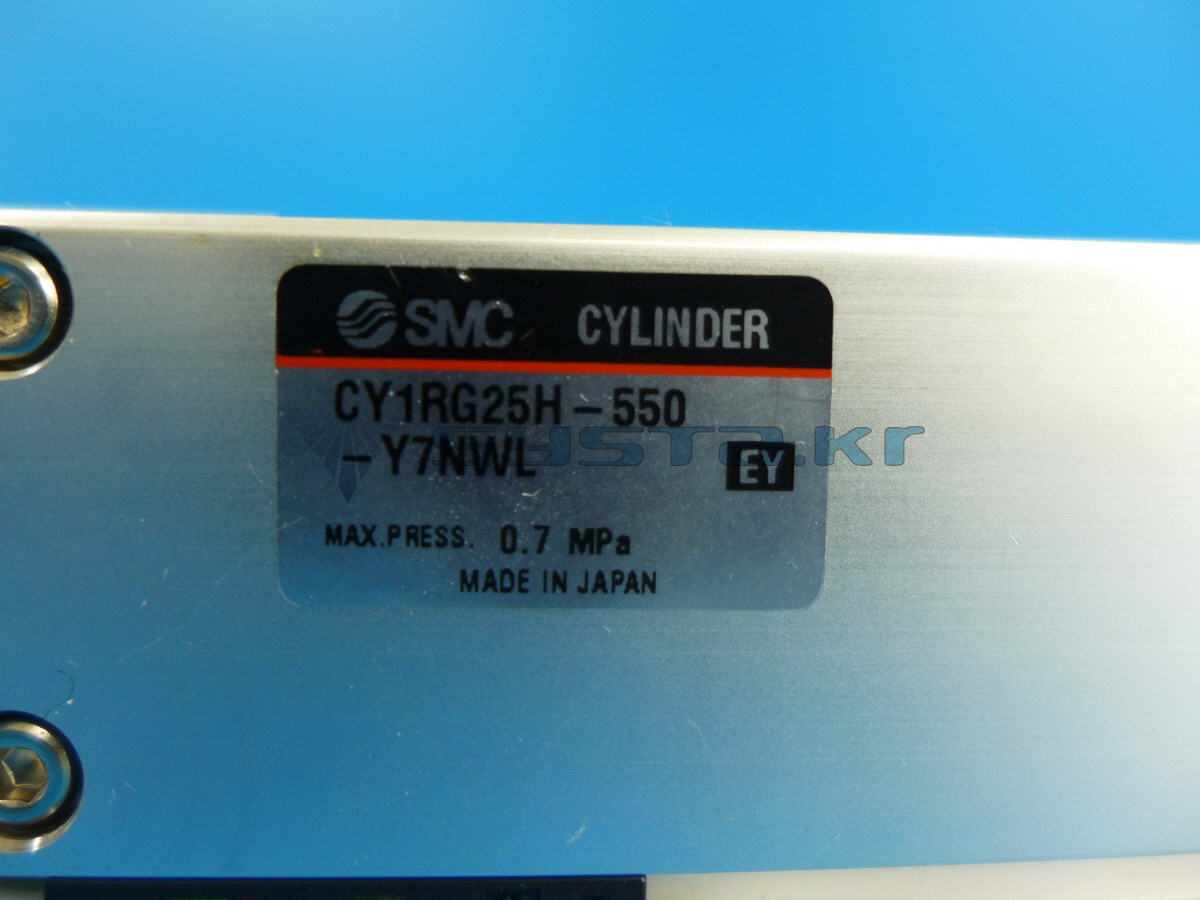 SMC CYLINDER
CY1RG25H-550
-Y7NWL
EY
MAX.PRESS. 0.7 MPa
MADE IN JAPAN